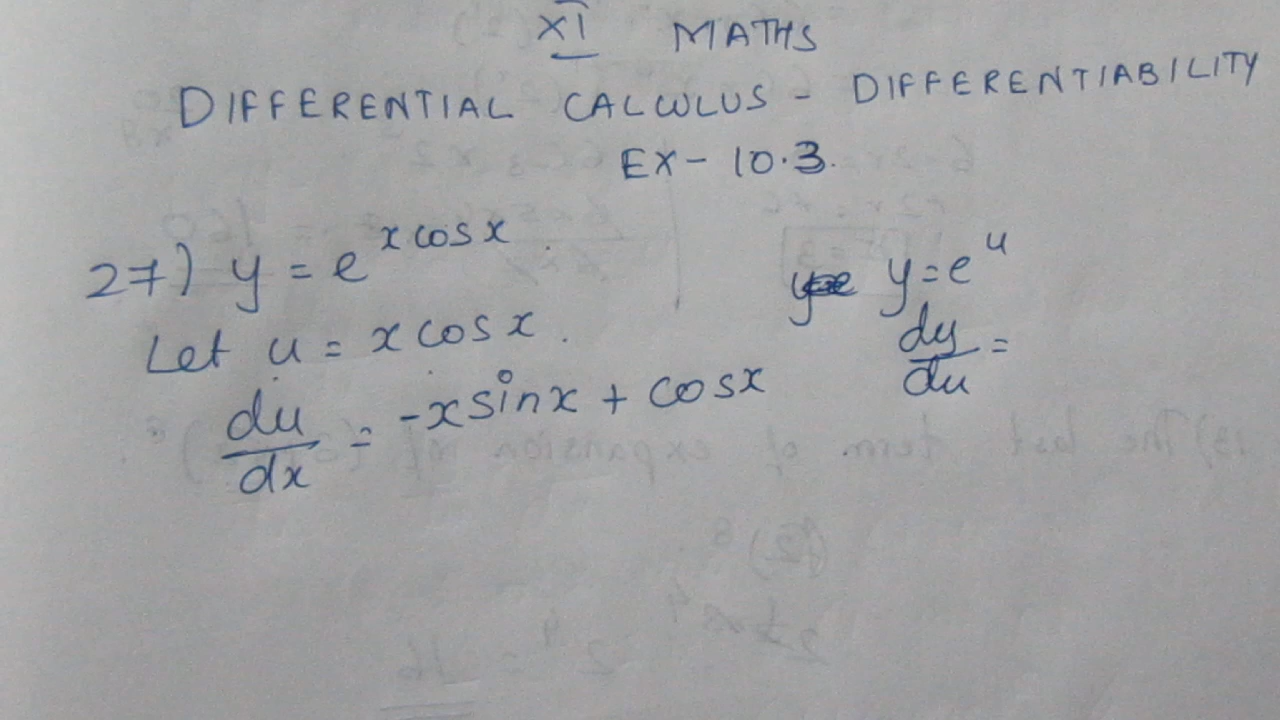 XI MATHS
DIFFERENTIAL CALCULUS - DIFFERENTIABILITY
EX - 10.3.
27) y = e^{x cos x}.
Let u = x cos x.
du/dx = -x sin x + cos x
y = e^u
dy/du =